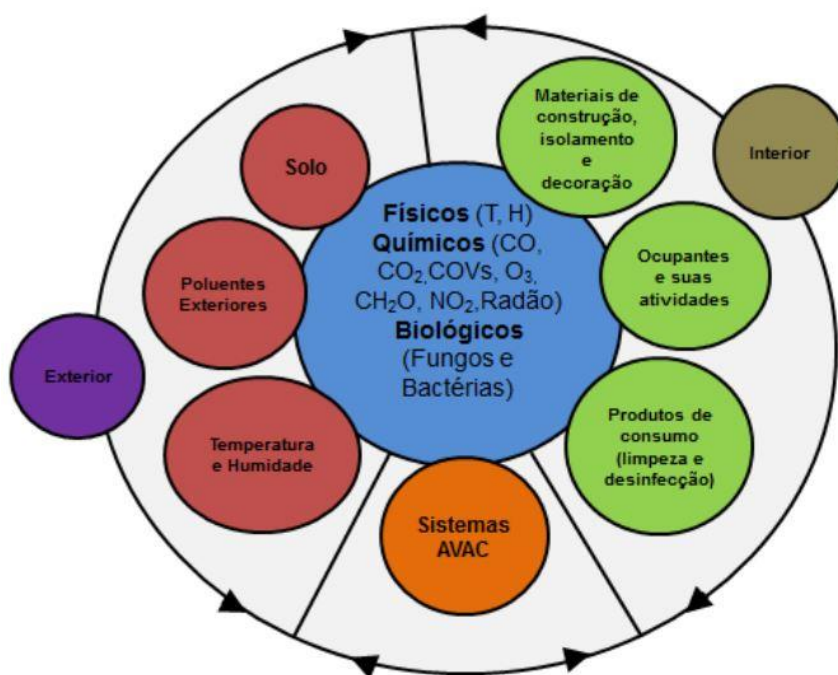 Materiais de
construção,
isolamento
e
decoração
Interior
Solo
Físicos (T, H)
Químicos (CO,
CO₂,COVs, O₃,
CH₂O, NO₂,Radão)
Biológicos
(Fungos e
Bactérias)
Ocupantes
e suas
atividades
Poluentes
Exteriores
Exterior
Temperatura
e Humidade
Produtos de
consumo
(limpeza e
desinfecção)
Sistemas
AVAC